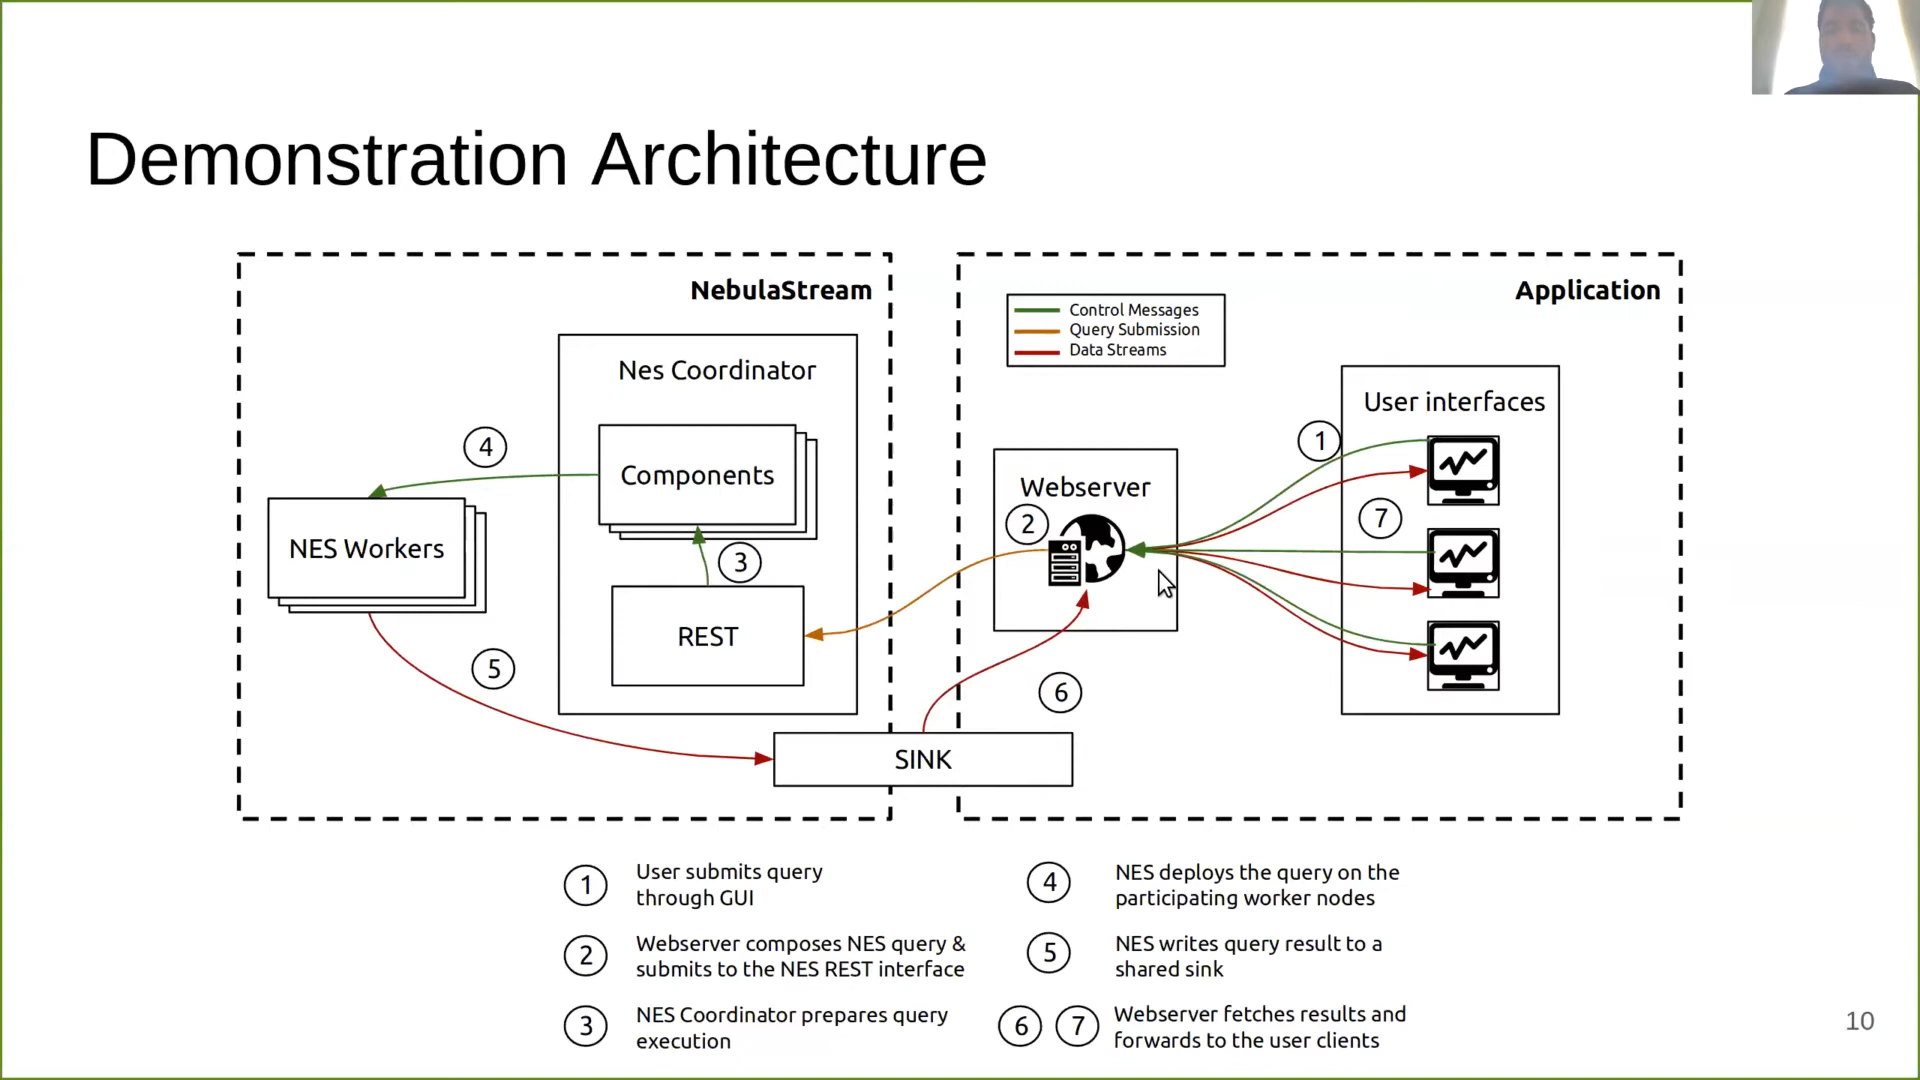 Demonstration Architecture
NebulaStream
Application
Control Messages
Query Submission
Data Streams
Nes Coordinator
User interfaces
4
1
Components
Webserver
2
7
NES Workers
3
REST
5
6
SINK
1 User submits query
through GUI
2 Webserver composes NES query &
submits to the NES REST interface
3 NES Coordinator prepares query
execution
4 NES deploys the query on the
participating worker nodes
5 NES writes query result to a
shared sink
6 7 Webserver fetches results and
forwards to the user clients
10